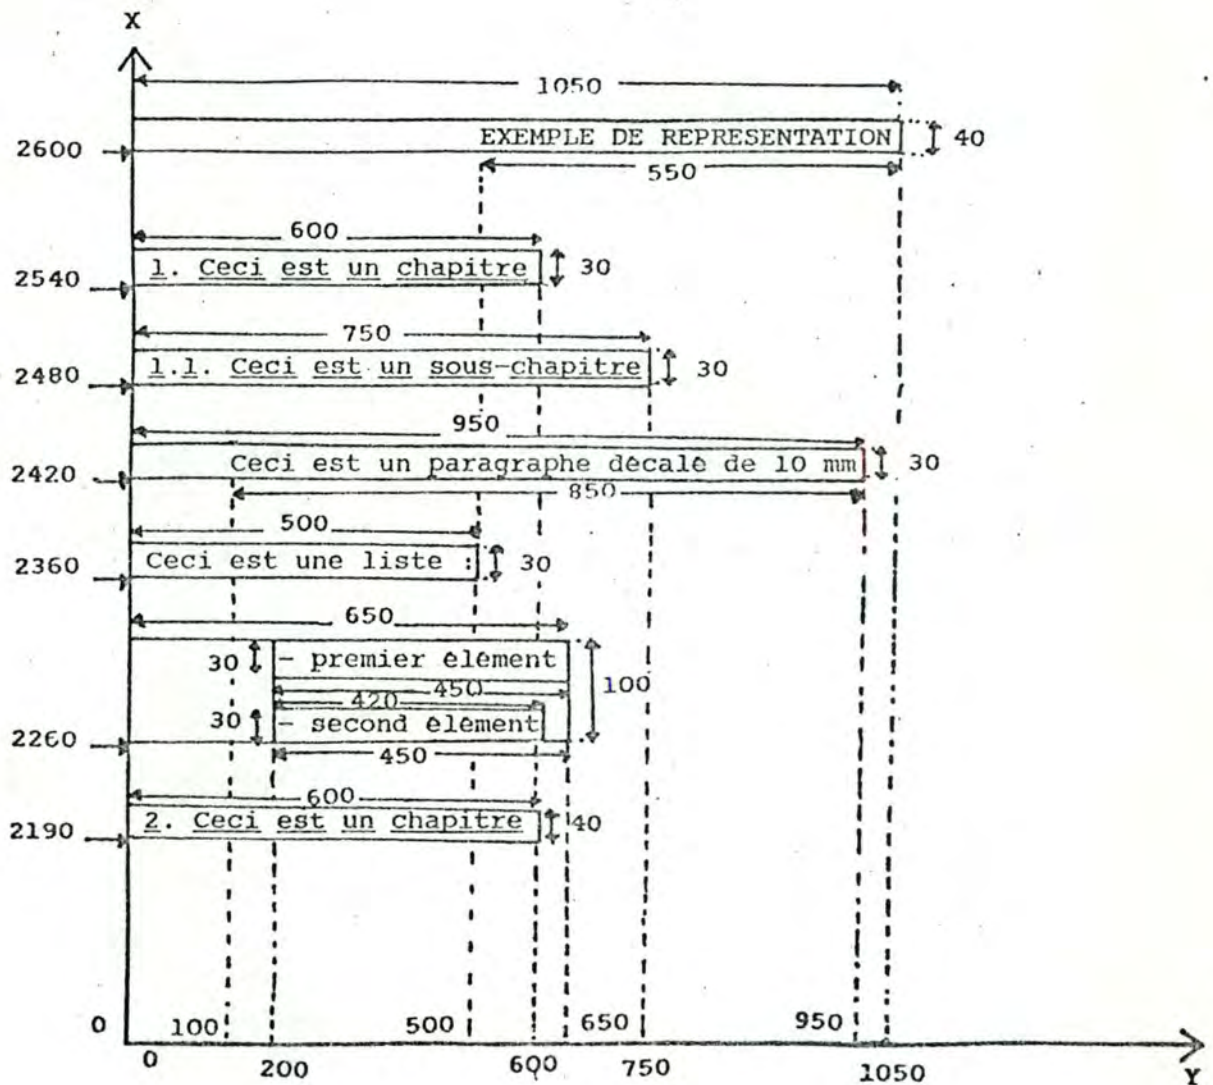 X
1050
EXEMPLE DE REPRESENTATION
40
2600
550
600
1. Ceci est un chapitre
30
2540
750
1.1. Ceci est un sous-chapitre
30
2480
950
Ceci est un paragraphe décalé de 10 mm
30
2420
850
500
Ceci est une liste :
30
2360
650
30
- premier élément
100
450
420
30
- second élément
2260
450
600
2. Ceci est un chapitre
40
2190
0 100 500 650 950
0 200 600 750 1050 Y